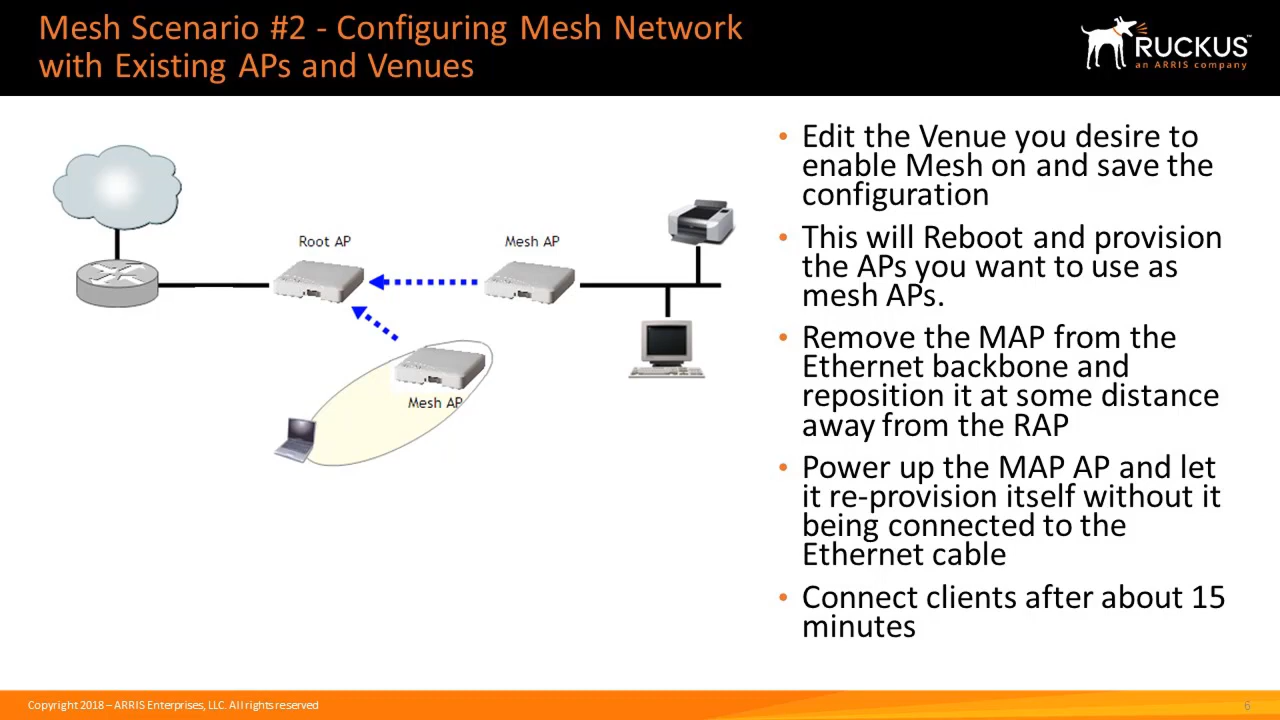 Mesh Scenario #2 - Configuring Mesh Network
with Existing APs and Venues
RUCKUS™
an ARRIS company
Root AP
Mesh AP
Mesh AP
• Edit the Venue you desire to
enable Mesh on and save the
configuration
• This will Reboot and provision
the APs you want to use as
mesh APs.
• Remove the MAP from the
Ethernet backbone and
reposition it at some distance
away from the RAP
• Power up the MAP AP and let
it re-provision itself without it
being connected to the
Ethernet cable
• Connect clients after about 15
minutes
Copyright 2018 – ARRIS Enterprises, LLC. All rights reserved
6